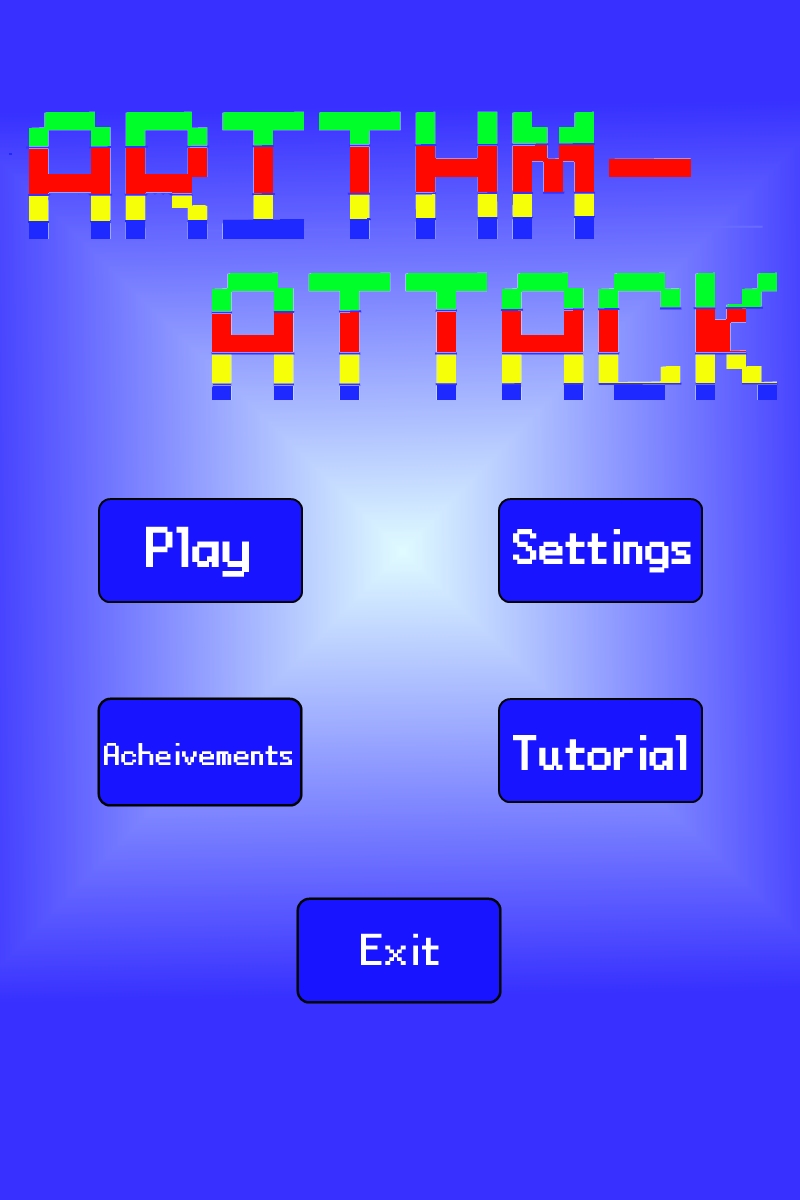 ARITHM-
ATTACK
Play
Settings
Acheivements
Tutorial
Exit